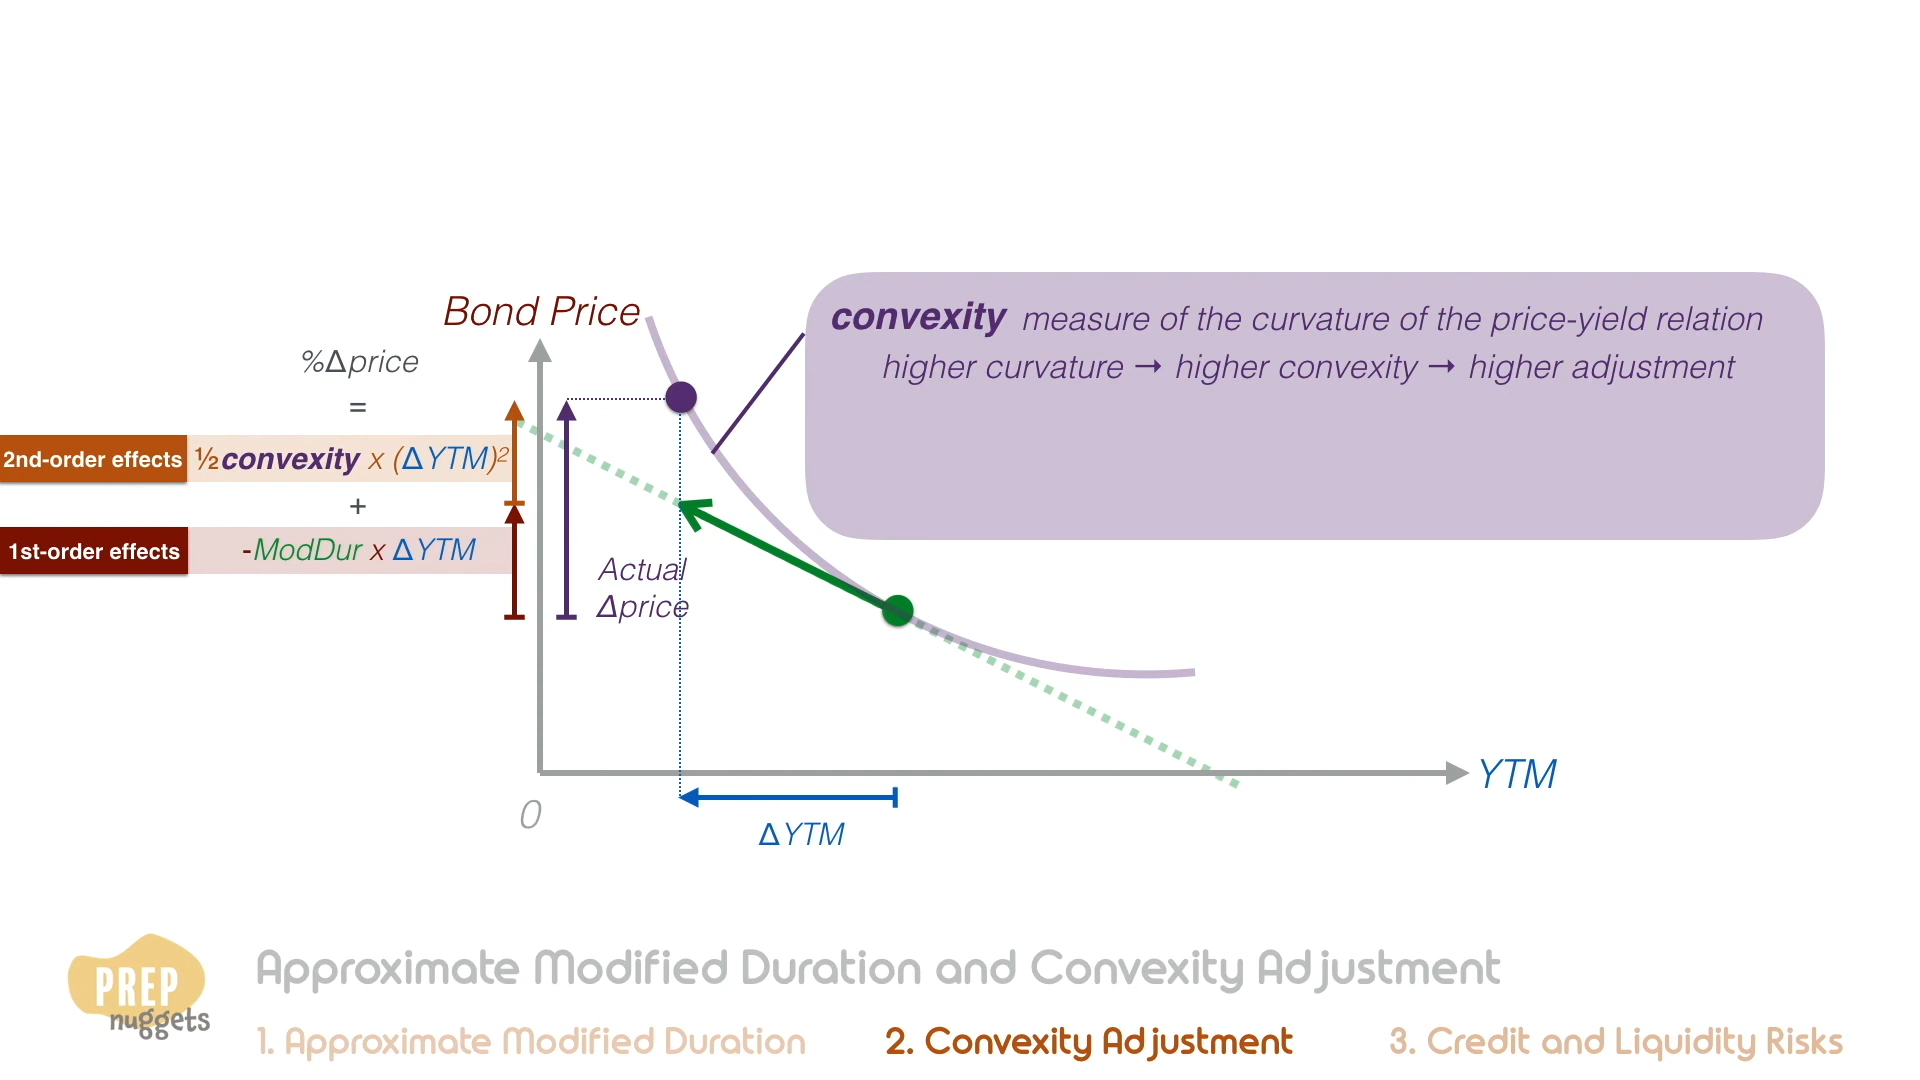 convexity measure of the curvature of the price-yield relation
higher curvature → higher convexity → higher adjustment
Bond Price
%Δprice
=
2nd-order effects ½convexity x (ΔYTM)²
+
1st-order effects -ModDur x ΔYTM
Actual
Δprice
YTM
0
ΔYTM
PREP
nuggets
Approximate Modified Duration and Convexity Adjustment
1. Approximate Modified Duration 2. Convexity Adjustment 3. Credit and Liquidity Risks